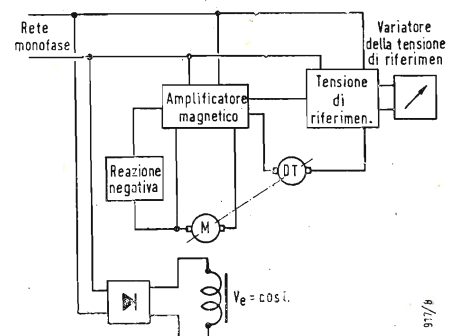 Rete
monofase
Variatore
della tensione
di riferimen
Tensione
di
riferimen.
Amplificatore
magnetico
Reazione
negativa
DT
M
Ve = cost.